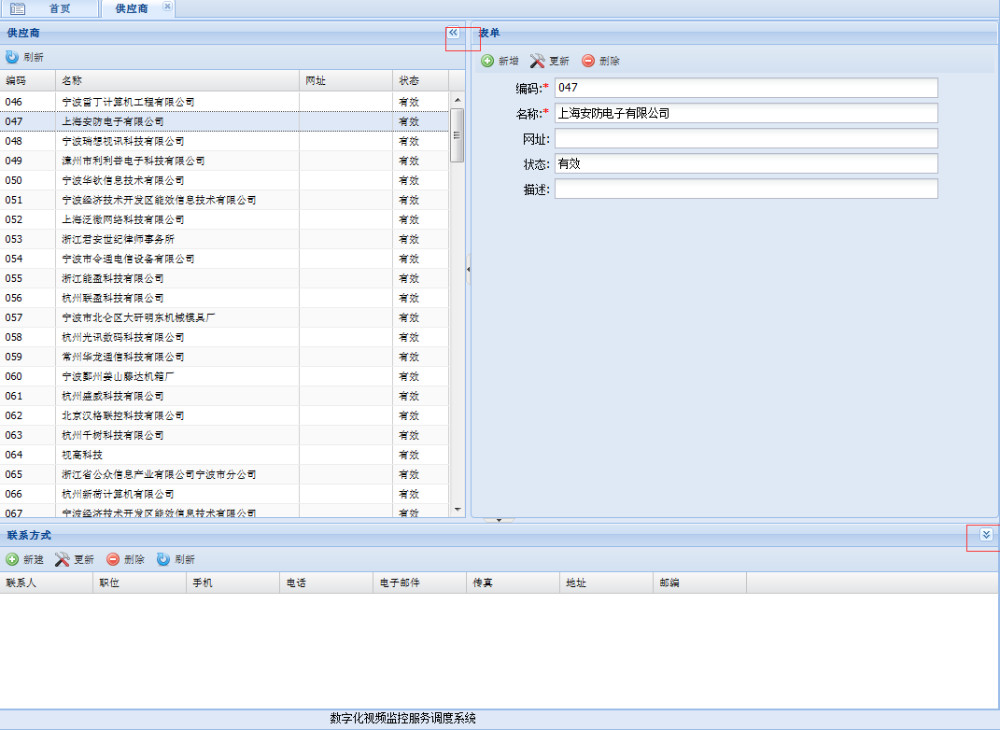 首页 供应商
供应商
刷新
编码 名称 网址 状态
046 宁波雷丁计算机工程有限公司 有效
047 上海安防电子有限公司 有效
048 宁波瑞想视讯科技有限公司 有效
049 漳州市利利普电子科技有限公司 有效
050 宁波华钦信息技术有限公司 有效
051 宁波经济技术开发区能效信息技术有限公司 有效
052 上海泛微网络科技有限公司 有效
053 浙江君安世纪律师事务所 有效
054 宁波市令通电信设备有限公司 有效
055 浙江能盈科技有限公司 有效
056 杭州联盈科技有限公司 有效
057 宁波市北仑区大矸明东机械模具厂 有效
058 杭州光讯数码科技有限公司 有效
059 常州华龙通信科技有限公司 有效
060 宁波鄞州姜山藤达机箱厂 有效
061 杭州盛威科技有限公司 有效
062 北京汉格联控科技有限公司 有效
063 杭州千树科技有限公司 有效
064 视高科技 有效
065 浙江省公众信息产业有限公司宁波市分公司 有效
066 杭州新荷计算机有限公司 有效
067 宁波经济技术开发区能效信息技术有限公司 有效
表单
新增 更新 删除
编码:* 047
名称:* 上海安防电子有限公司
网址:
状态: 有效
描述:
联系方式
新建 更新 删除 刷新
联系人 职位 手机 电话 电子邮件 传真 地址 邮编
数字化视频监控服务调度系统